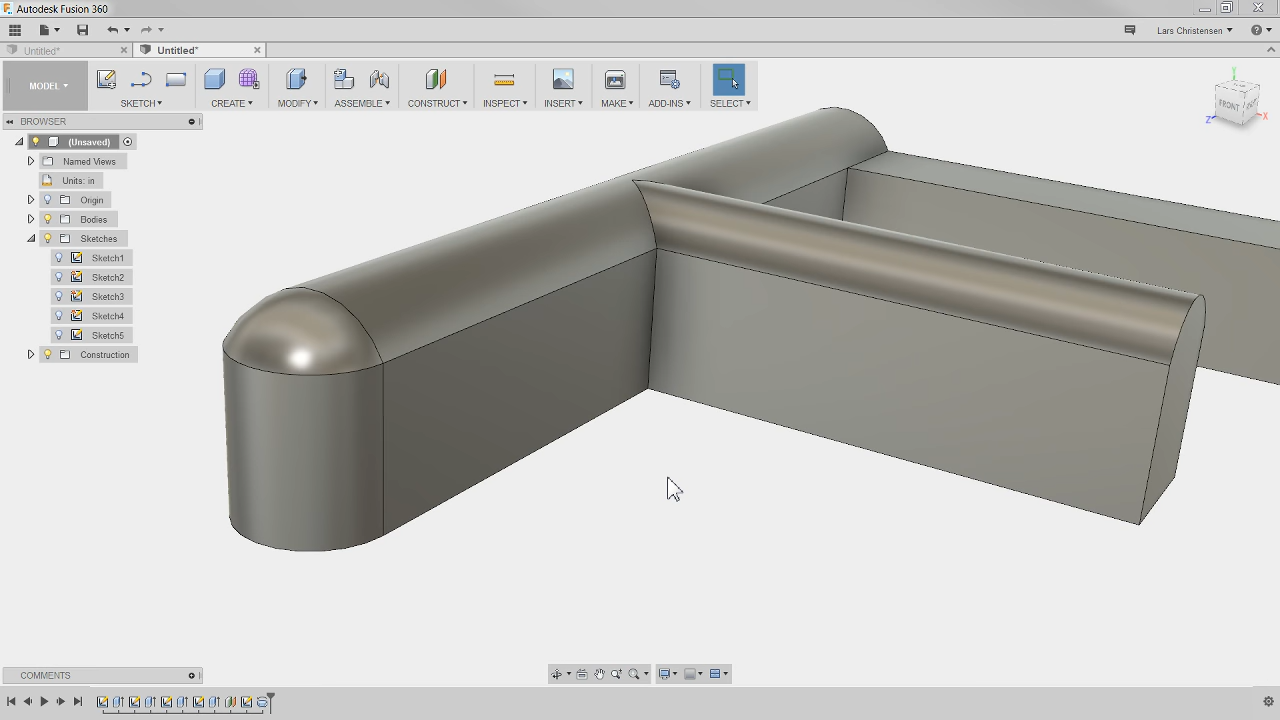 Autodesk Fusion 360
Lars Christensen
Untitled*
Untitled*
MODEL
SKETCH
CREATE
MODIFY
ASSEMBLE
CONSTRUCT
INSPECT
INSERT
MAKE
ADD-INS
SELECT
BROWSER
(Unsaved)
Named Views
Units: in
Origin
Bodies
Sketches
Sketch1
Sketch2
Sketch3
Sketch4
Sketch5
Construction
Y
FRONT
Z
X
COMMENTS